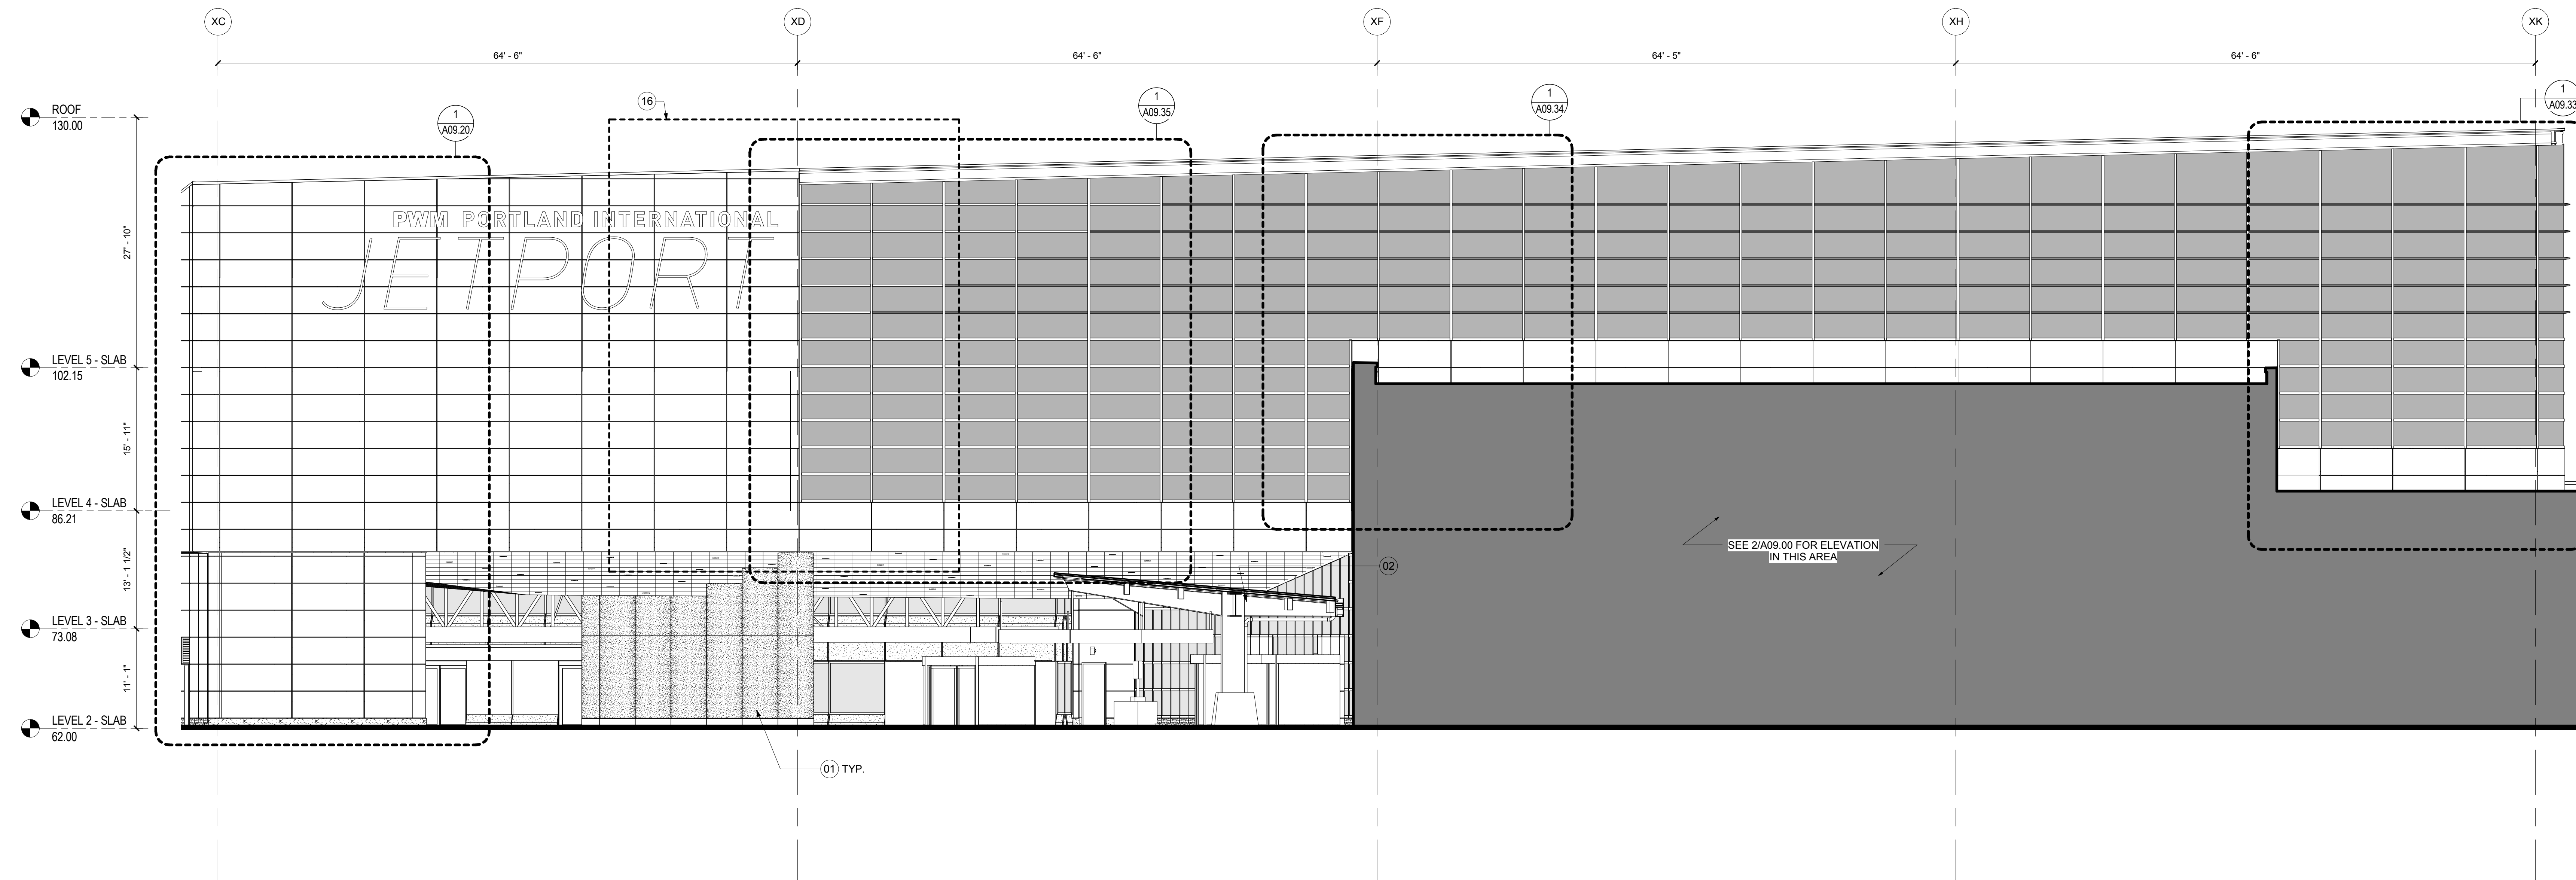 XC
XD
XF
XH
XK
64' - 6"
64' - 6"
64' - 5"
64' - 6"
16
1
A09.20
1
A09.35
1
A09.34
1
A09.33
ROOF
130.00
27' - 10"
PWM PORTLAND INTERNATIONAL
JETPORT
LEVEL 5 - SLAB
102.15
15' - 11"
LEVEL 4 - SLAB
86.21
13' - 1 1/2"
SEE 2/A09.00 FOR ELEVATION
IN THIS AREA
02
LEVEL 3 - SLAB
73.08
11' - 1"
LEVEL 2 - SLAB
62.00
01 TYP.